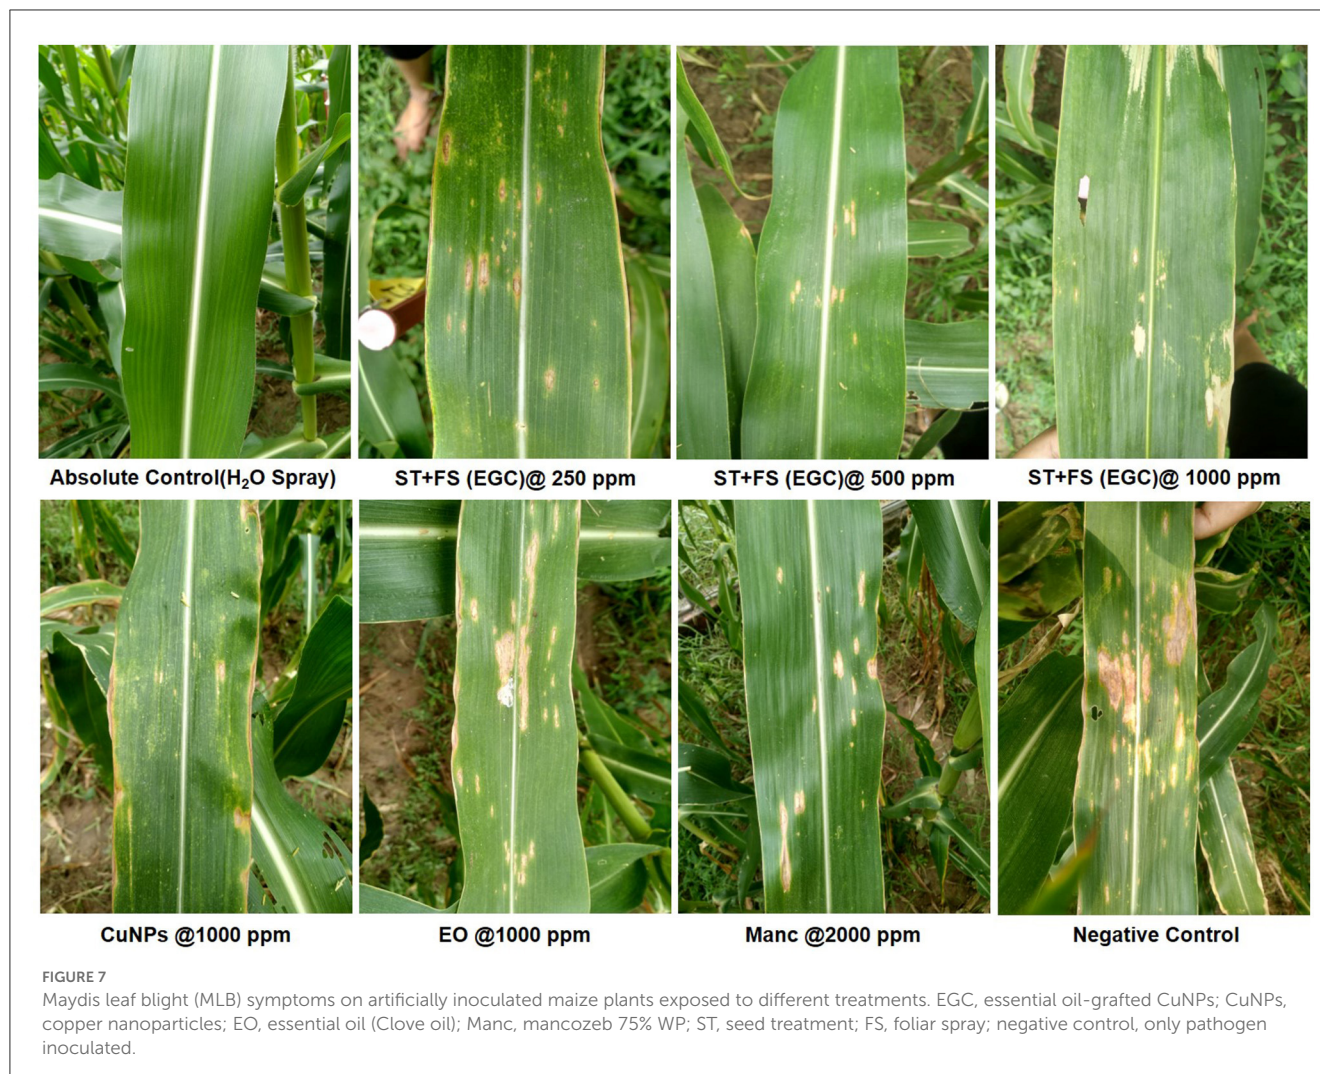 Absolute Control(H₂O Spray)
ST+FS (EGC)@ 250 ppm
ST+FS (EGC)@ 500 ppm
ST+FS (EGC)@ 1000 ppm
CuNPs @1000 ppm
EO @1000 ppm
Manc @2000 ppm
Negative Control
FIGURE 7
Maydis leaf blight (MLB) symptoms on artificially inoculated maize plants exposed to different treatments. EGC, essential oil-grafted CuNPs; CuNPs,
copper nanoparticles; EO, essential oil (Clove oil); Manc, mancozeb 75% WP; ST, seed treatment; FS, foliar spray; negative control, only pathogen
inoculated.